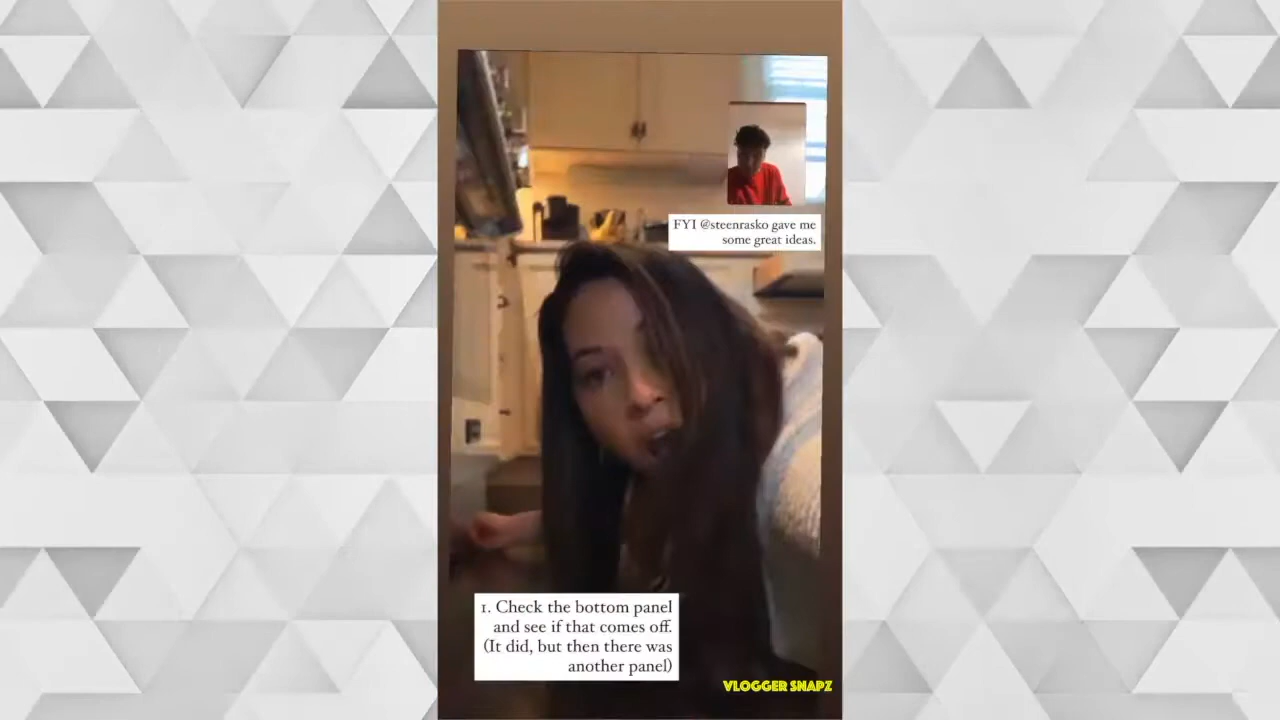 FYI @steenrasko gave me
some great ideas.
1. Check the bottom panel
and see if that comes off.
(It did, but then there was
another panel)
VLOGGER SNAPZ